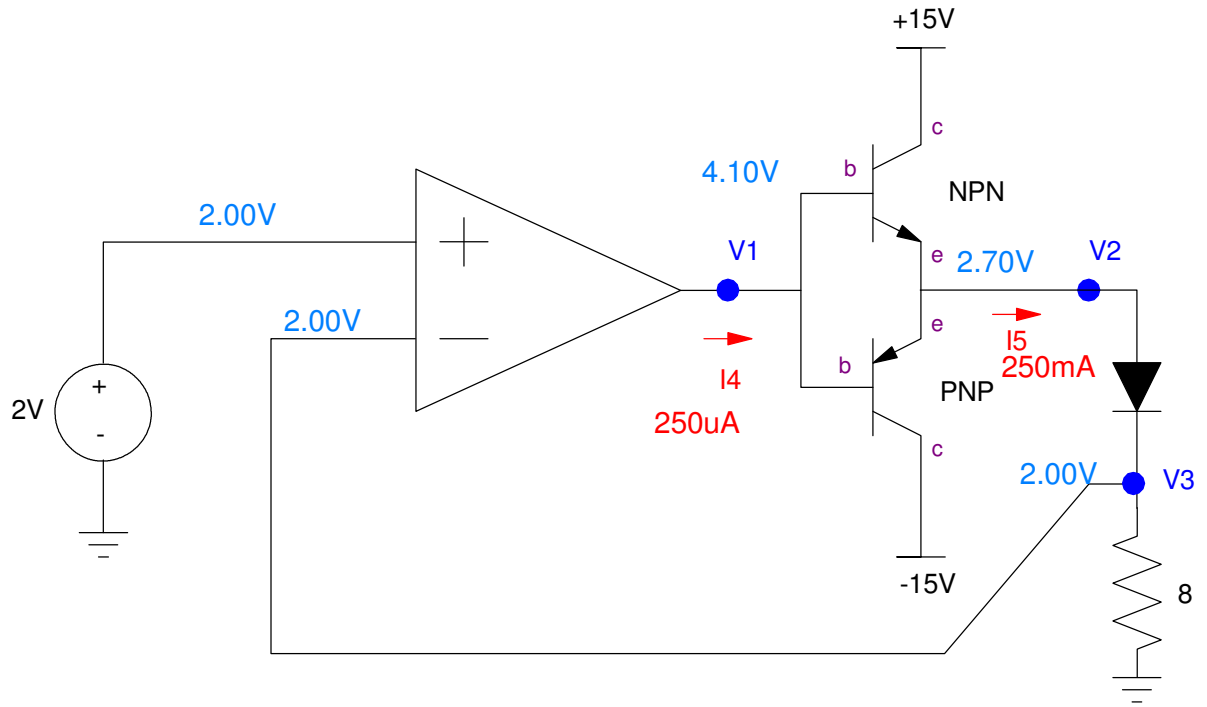 +15V
c
b
4.10V
NPN
2.00V
V1
e
2.70V
V2
2.00V
e
I5
250mA
b
I4
PNP
+
2V
-
250uA
c
2.00V
V3
-15V
8